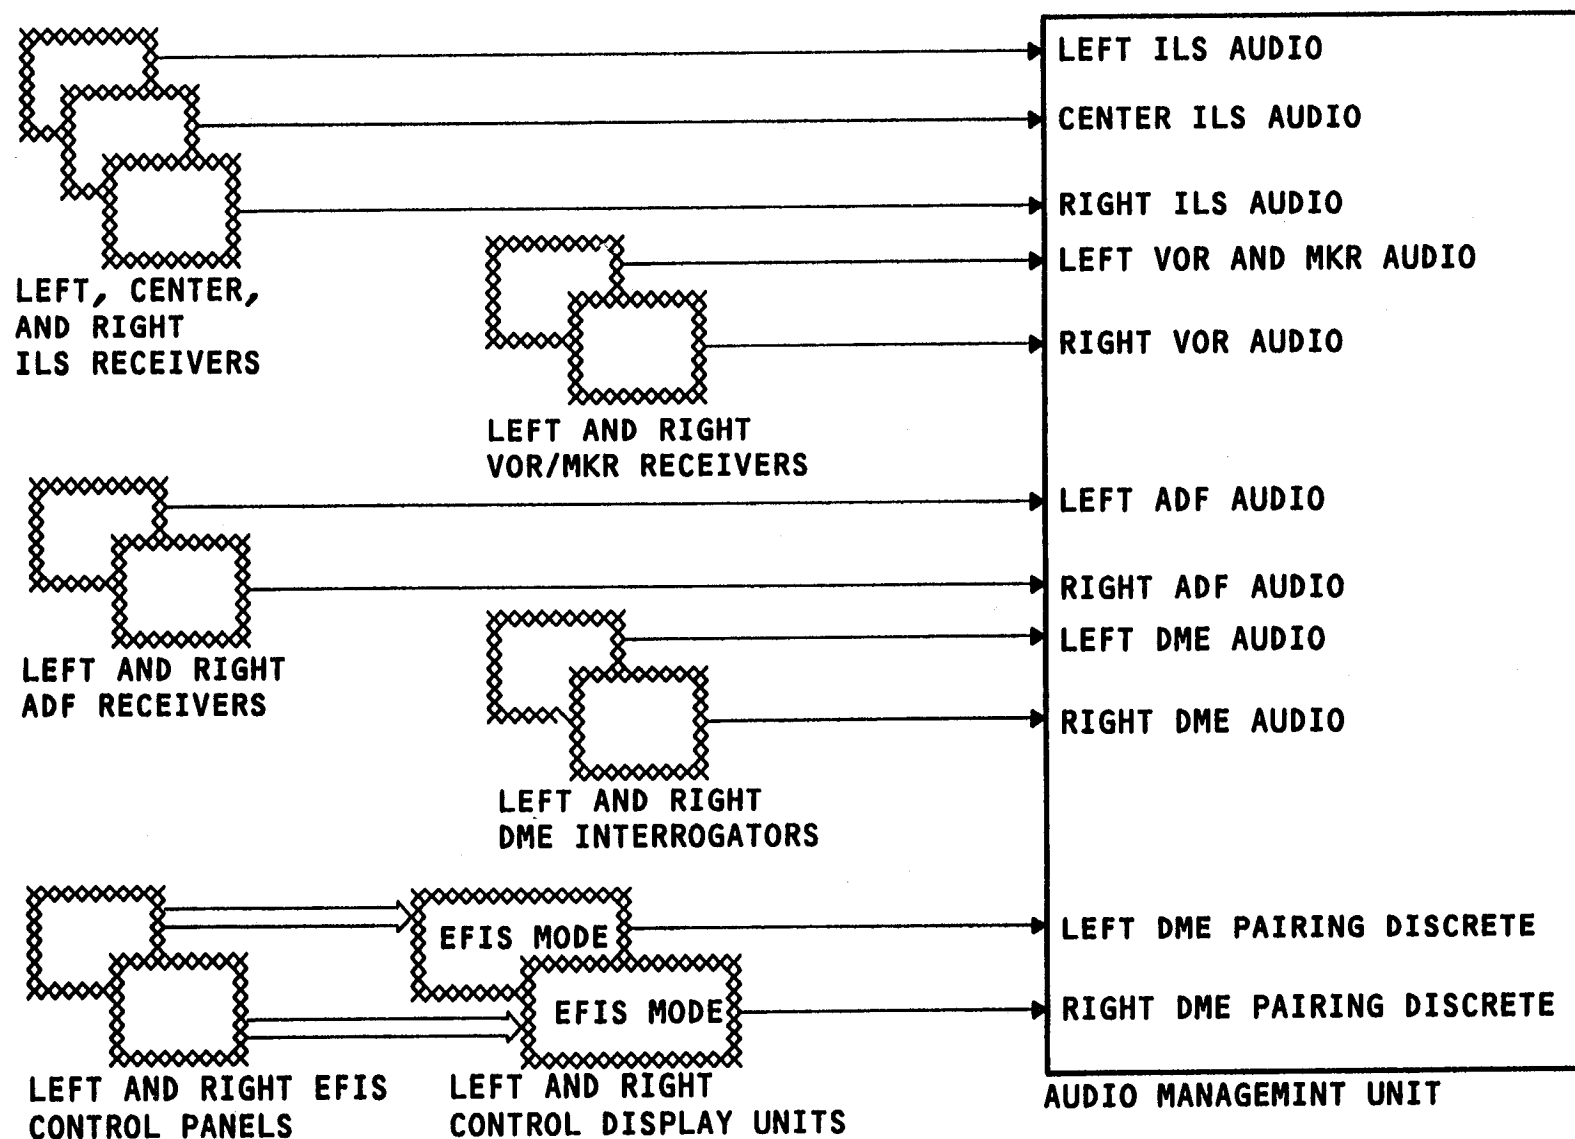 LEFT ILS AUDIO
CENTER ILS AUDIO
RIGHT ILS AUDIO
LEFT VOR AND MKR AUDIO
RIGHT VOR AUDIO
LEFT, CENTER,
AND RIGHT
ILS RECEIVERS
LEFT AND RIGHT
VOR/MKR RECEIVERS
LEFT ADF AUDIO
RIGHT ADF AUDIO
LEFT DME AUDIO
RIGHT DME AUDIO
LEFT AND RIGHT
ADF RECEIVERS
LEFT AND RIGHT
DME INTERROGATORS
EFIS MODE
EFIS MODE
LEFT DME PAIRING DISCRETE
RIGHT DME PAIRING DISCRETE
LEFT AND RIGHT EFIS
CONTROL PANELS
LEFT AND RIGHT
CONTROL DISPLAY UNITS
AUDIO MANAGEMINT UNIT